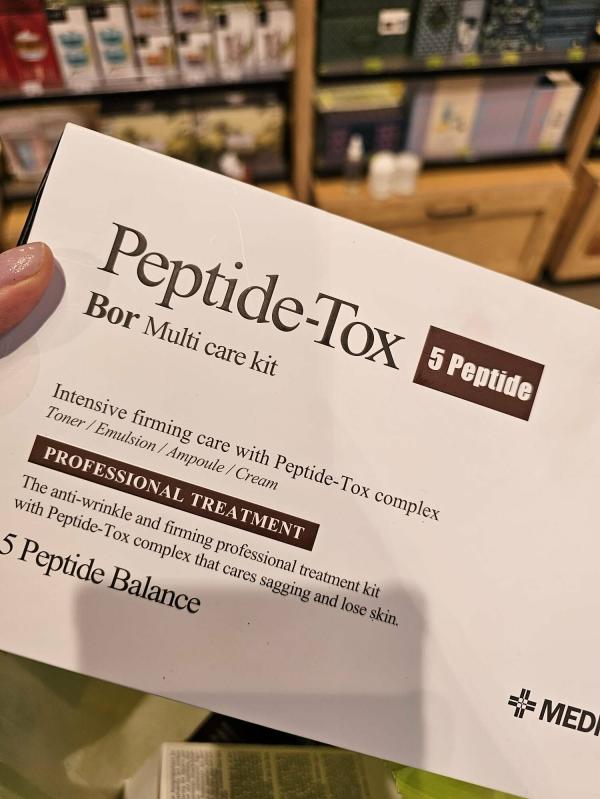 Peptide-Tox
5 Peptide
Bor Multi care kit
Intensive firming care with Peptide-Tox complex
Toner / Emulsion / Ampoule / Cream
PROFESSIONAL TREATMENT
The anti-wrinkle and firming professional treatment kit
with Peptide-Tox complex that cares sagging and lose skin.
5 Peptide Balance